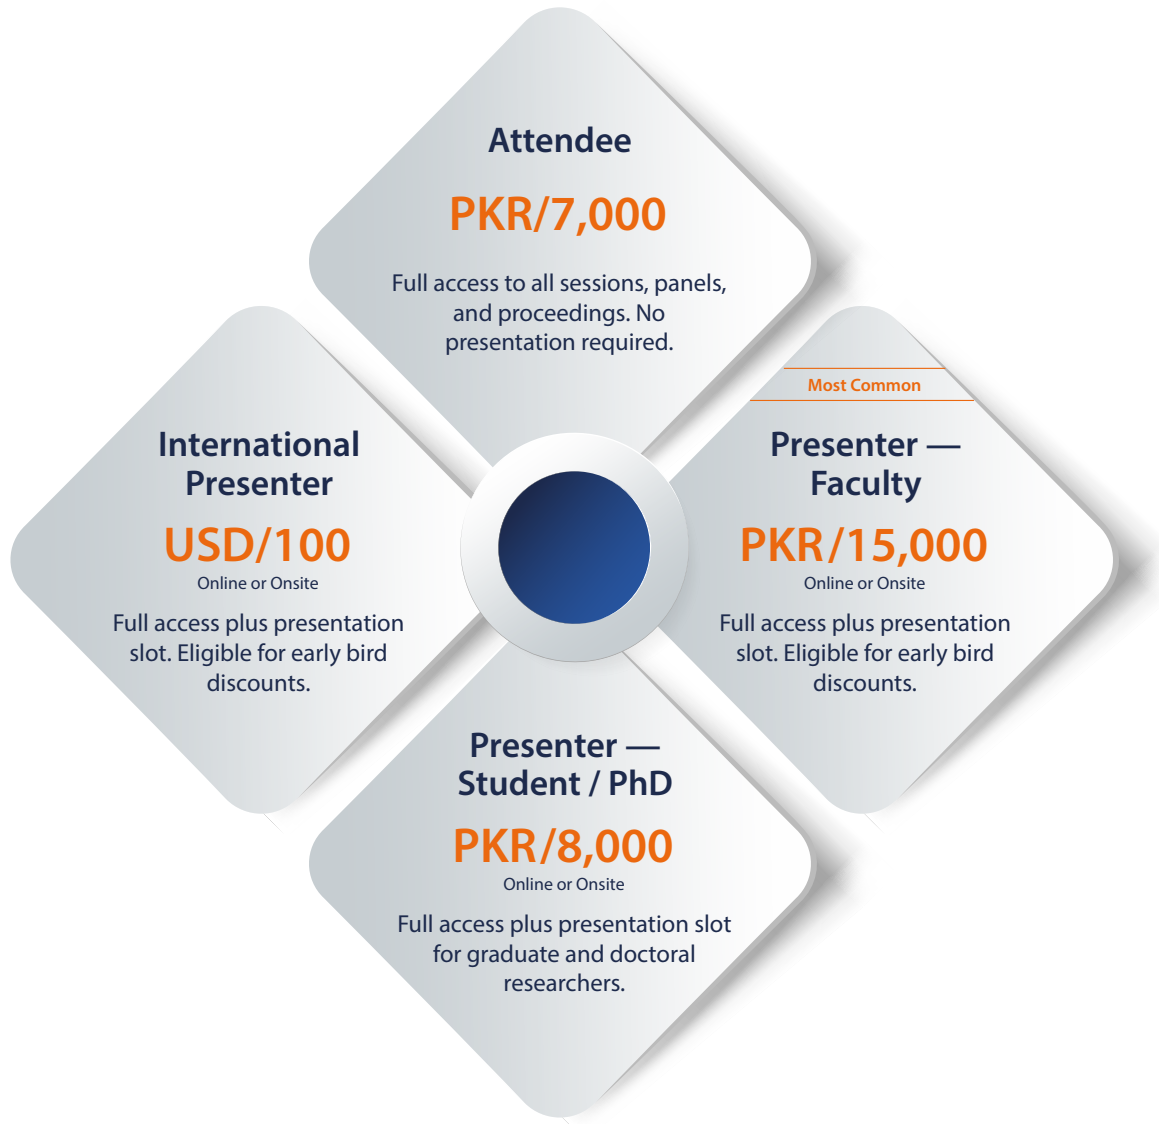 Attendee
PKR/7,000
Full access to all sessions, panels,
and proceedings. No
presentation required.
International
Presenter
USD/100
Online or Onsite
Full access plus presentation
slot. Eligible for early bird
discounts.
Most Common
Presenter —
Faculty
PKR/15,000
Online or Onsite
Full access plus presentation
slot. Eligible for early bird
discounts.
Presenter —
Student / PhD
PKR/8,000
Online or Onsite
Full access plus presentation slot
for graduate and doctoral
researchers.